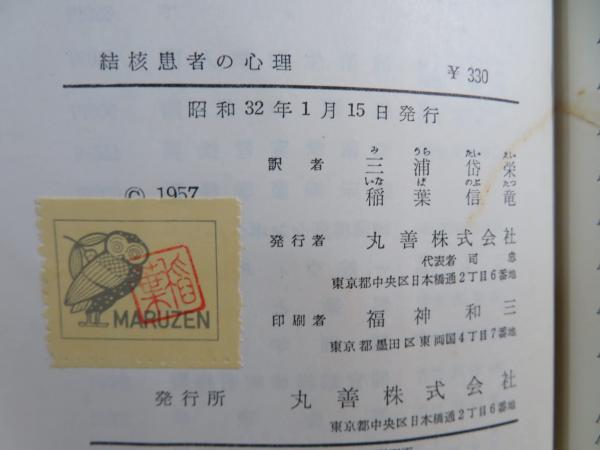 結核患者の心理 ¥330
昭和32年1月15日発行
訳者 三浦岱栄
みうらたいえい
稲葉信竜
いなばのぶたつ
© 1957
発行者 丸善株式会社
代表者 司 忠
東京都中央区日本橋通2丁目6番地
印刷者 福神和三
東京都墨田区東両国4丁目7番地
MARUZEN
発行所 丸善株式会社
東京都中央区日本橋通2丁目6番地